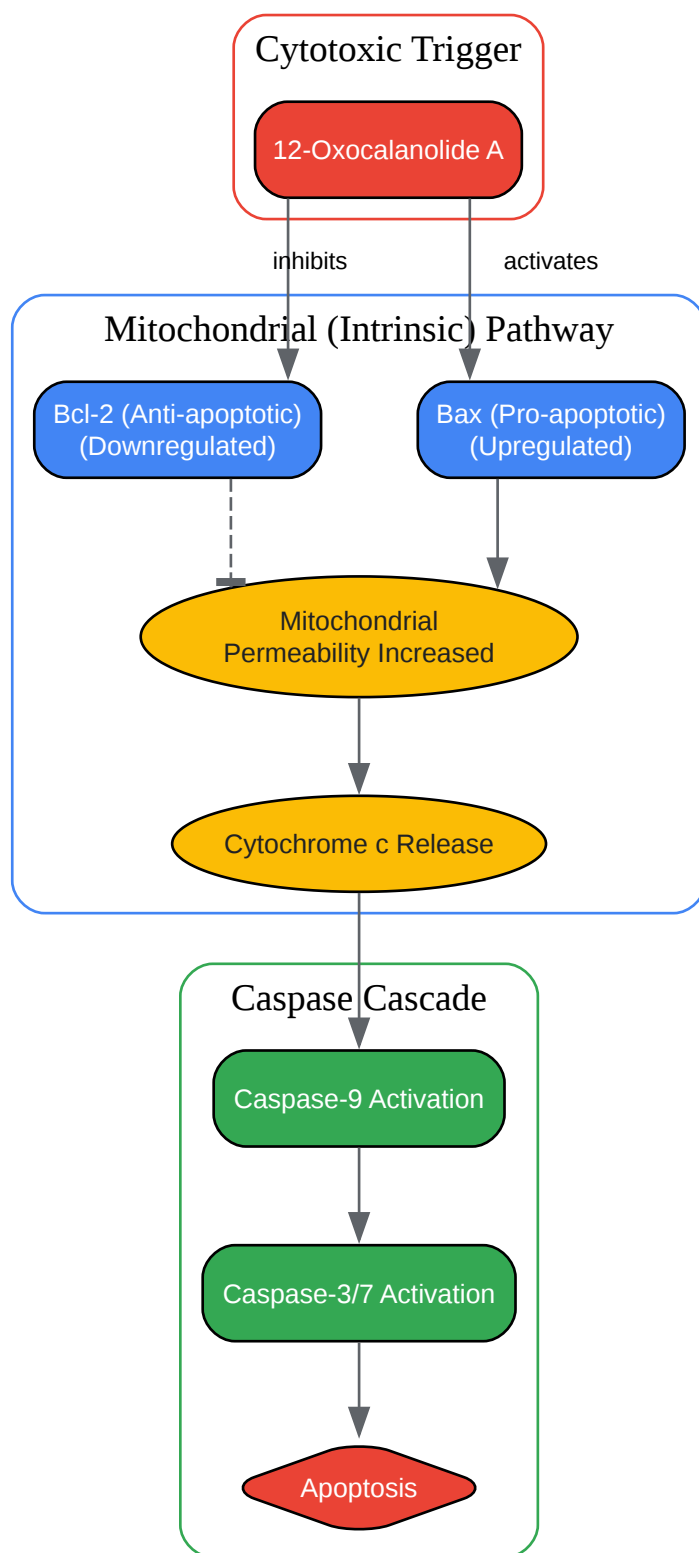 Cytotoxic Trigger
12-Oxocalanolide A
inhibits
activates
Mitochondrial (Intrinsic) Pathway
Bcl-2 (Anti-apoptotic)
(Downregulated)
Bax (Pro-apoptotic)
(Upregulated)
Mitochondrial
Permeability Increased
Cytochrome c Release
Caspase Cascade
Caspase-9 Activation
Caspase-3/7 Activation
Apoptosis